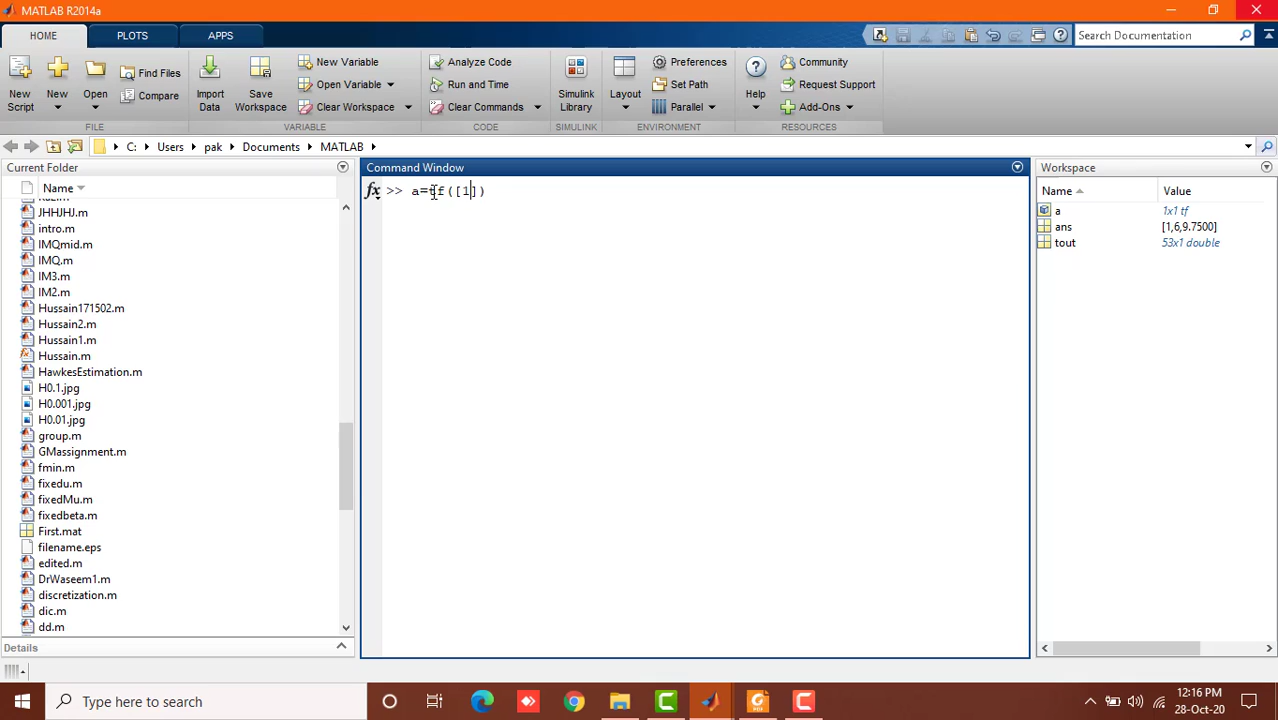 MATLAB R2014a
HOME
PLOTS
APPS
Search Documentation
New Script
New
Open
Find Files
Compare
Import Data
Save Workspace
New Variable
Open Variable
Clear Workspace
Analyze Code
Run and Time
Clear Commands
Simulink Library
Layout
Preferences
Set Path
Parallel
Help
Community
Request Support
Add-Ons
FILE
VARIABLE
CODE
SIMULINK
ENVIRONMENT
RESOURCES
C:
Users
pak
Documents
MATLAB
Current Folder
Name
JHHJHJ.m
intro.m
IMQmid.m
IMQ.m
IM3.m
IM2.m
Hussain171502.m
Hussain2.m
Hussain1.m
Hussain.m
HawkesEstimation.m
H0.1.jpg
H0.001.jpg
H0.01.jpg
group.m
GMassignment.m
fmin.m
fixedu.m
fixedMu.m
fixedbeta.m
First.mat
filename.eps
edited.m
DrWaseem1.m
discretization.m
dic.m
dd.m
Details
Command Window
fx >> a=tf([1])
Workspace
Name
Value
a
1x1 tf
ans
[1,6,9.7500]
tout
53x1 double
Type here to search
12:16 PM
28-Oct-20